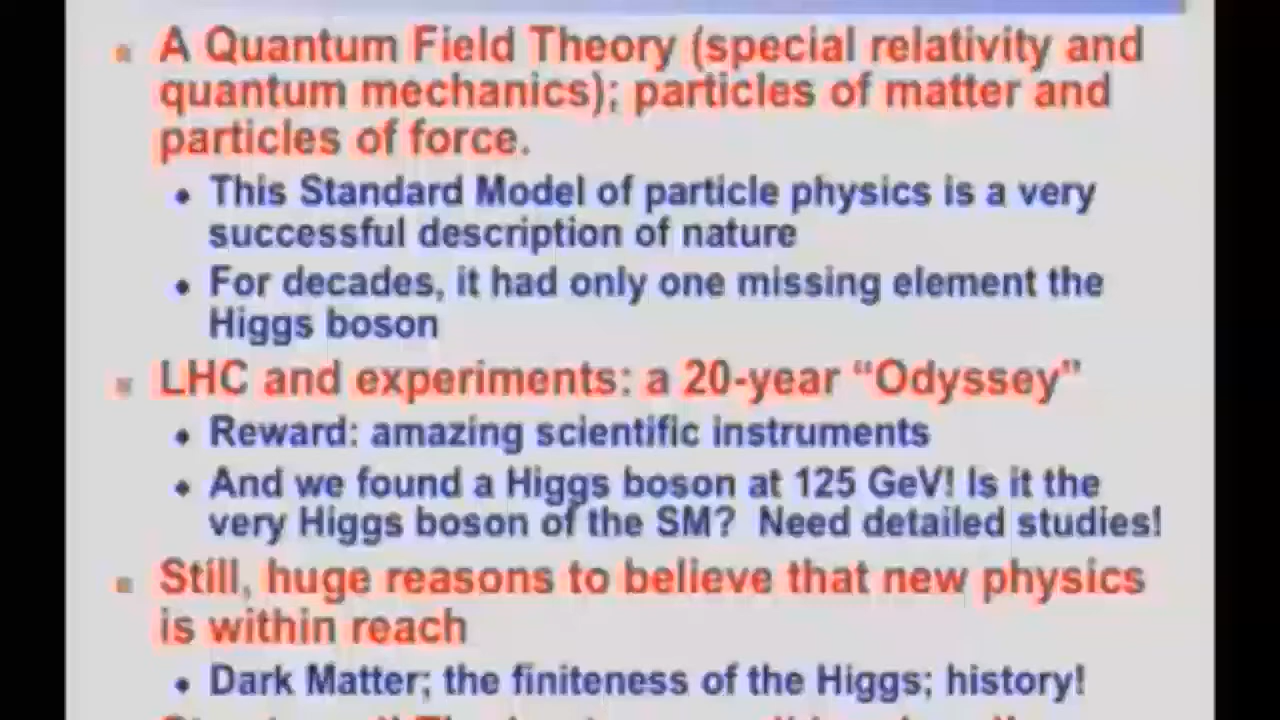 A Quantum Field Theory (special relativity and
quantum mechanics); particles of matter and
particles of force.
This Standard Model of particle physics is a very
successful description of nature
For decades, it had only one missing element the
Higgs boson
LHC and experiments: a 20-year “Odyssey”
Reward: amazing scientific instruments
And we found a Higgs boson at 125 GeV! Is it the
very Higgs boson of the SM? Need detailed studies!
Still, huge reasons to believe that new physics
is within reach
Dark Matter; the finiteness of the Higgs; history!